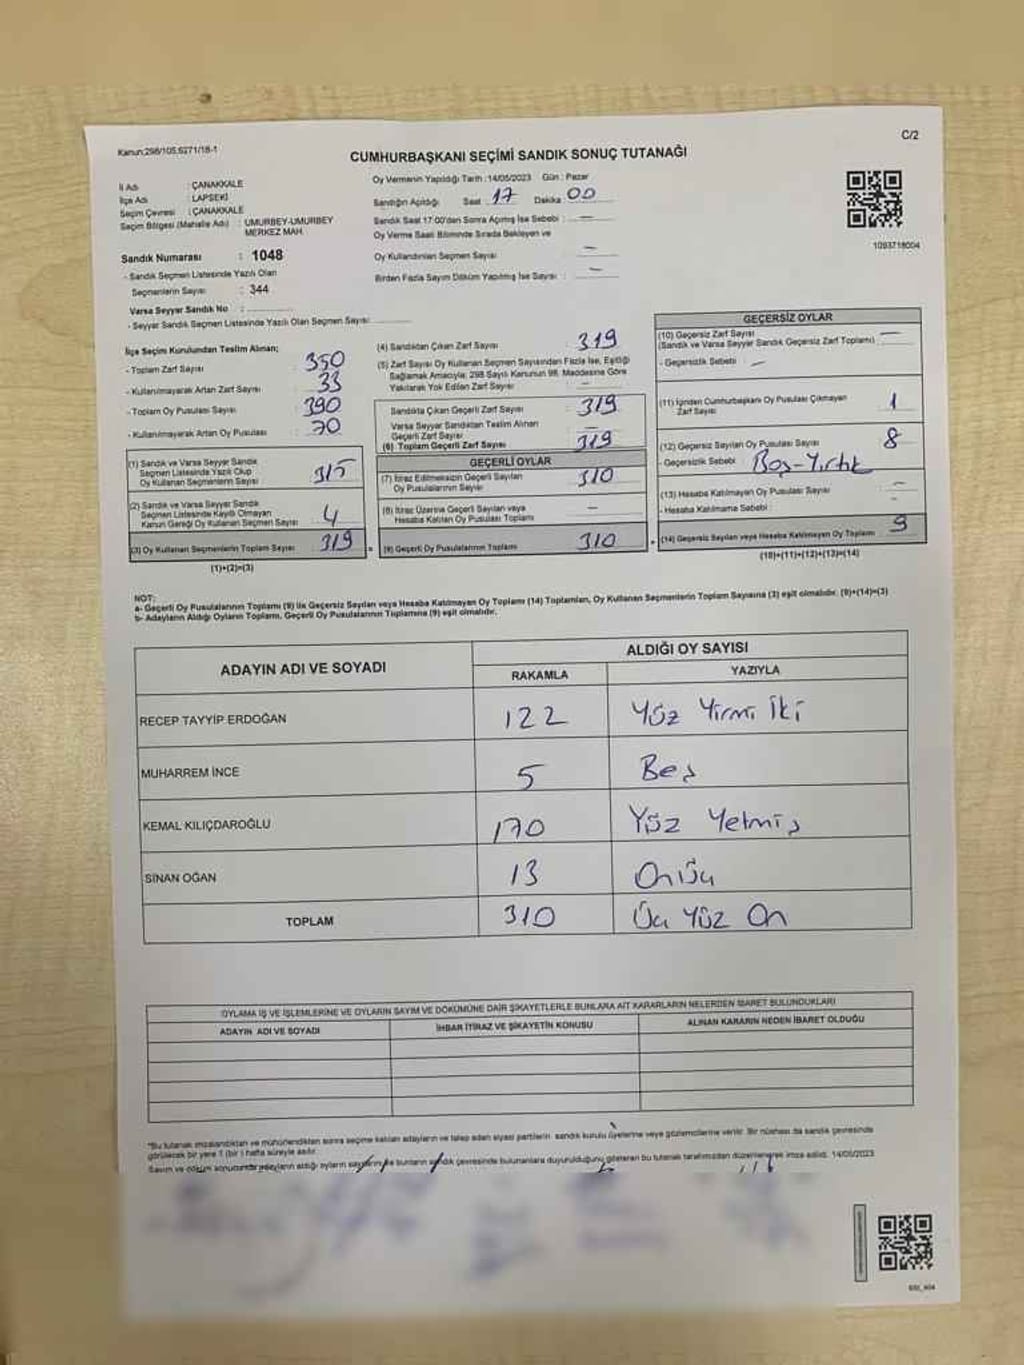 Kanun:298/105,6271/18-1
C/2
CUMHURBAŞKANI SEÇİMİ SANDIK SONUÇ TUTANAĞI
İl Adı : ÇANAKKALE
İlçe Adı : LAPSEKİ
Seçim Çevresi : ÇANAKKALE
Seçim Bölgesi (Mahalle Adı) : UMURBEY-UMURBEY
MERKEZ MAH.
Sandık Numarası : 1048
- Sandık Seçmen Listesinde Yazılı Olan
Seçmenlerin Sayısı : 344
Varsa Seyyar Sandık No :
- Seyyar Sandık Seçmen Listesinde Yazılı Olan Seçmen Sayısı:
Oy Vermenin Yapıldığı Tarih :14/05/2023 Gün : Pazar
Sandığın Açıldığı Saat : 17 Dakika 00
Sandık Saat 17:00'den Sonra Açılmış İse Sebebi : —
Oy Verme Saati Bitiminde Sırada Bekleyen ve
Oy Kullandırılan Seçmen Sayısı —
Birden Fazla Sayım Döküm Yapılmış İse Sayısı : —
1093718004
İlçe Seçim Kurulundan Teslim Alınan;
- Toplam Zarf Sayısı : 350
- Kullanılmayarak Artan Zarf Sayısı : 33
- Toplam Oy Pusulası Sayısı : 390
- Kullanılmayarak Artan Oy Pusulası : 70
(1) Sandık ve Varsa Seyyar Sandık
Seçmen Listesinde Yazılı Olup
Oy Kullanan Seçmenlerin Sayısı : 315
(2) Sandık ve Varsa Seyyar Sandık
Seçmen Listesinde Kayıtlı Olmayan
Kanun Gereği Oy Kullanan Seçmen Sayısı 4
(3) Oy Kullanan Seçmenlerin Toplam Sayısı 319
(1)+(2)=(3)
(4) Sandıktan Çıkan Zarf Sayısı : 319
(5) Zarf Sayısı Oy Kullanan Seçmen Sayısından Fazla İse, Eşitliği
Sağlamak Amacıyla; 298 Sayılı Kanunun 98. Maddesine Göre
Yakılarak Yok Edilen Zarf Sayısı : —
Sandıkta Çıkan Geçerli Zarf Sayısı : 319
Varsa Seyyar Sandıktan Teslim Alınan
Geçerli Zarf Sayısı : —
(6) Toplam Geçerli Zarf Sayısı : 319
GEÇERLİ OYLAR
(7) İtiraz Edilmeksizin Geçerli Sayılan
Oy Pusulasının Sayısı : 310
(8) İtiraz Üzerine Geçerli Sayılan veya
Hesaba Katılan Oy Pusulası Toplamı —
(9) Geçerli Oy Pusulalarının Toplamı : 310
GEÇERSİZ OYLAR
(10) Geçersiz Zarf Sayısı —
(Sandık ve Varsa Seyyar Sandık Geçersiz Zarf Toplamı)
- Geçersizlik Sebebi : —
(11) İçinden Cumhurbaşkanı Oy Pusulası Çıkmayan
Zarf Sayısı : 1
(12) Geçersiz Sayılan Oy Pusulası Sayısı : 8
- Geçersizlik Sebebi Boş-Yırtık
(13) Hesaba Katılmayan Oy Pusulası Sayısı —
- Hesaba Katılmama Sebebi : -
(14) Geçersiz Sayılan veya Hesaba Katılmayan Oy Toplamı 9
(10)+(11)+(12)+(13)=(14)
NOT:
a- Geçerli Oy Pusulalarının Toplamı (9) ile Geçersiz Sayılan veya Hesaba Katılmayan Oy Toplamı (14) Toplamları, Oy Kullanan Seçmenlerin Toplam Sayısına (3) eşit olmalıdır. (9)+(14)=(3)
b- Adayların Aldığı Oyların Toplamı, Geçerli Oy Pusulalarının Toplamına (9) eşit olmalıdır.
ADAYIN ADI VE SOYADI
ALDIĞI OY SAYISI
RAKAMLA YAZIYLA
RECEP TAYYİP ERDOĞAN 122 Yüz Yirmi İki
MUHARREM İNCE 5 Beş
KEMAL KILIÇDAROĞLU 170 Yüz Yetmiş
SİNAN OĞAN 13 Onüç
TOPLAM 310 Üç Yüz On
OYLAMA İŞ VE İŞLEMLERİNE VE OYLARIN SAYIM VE DÖKÜMÜNE DAİR ŞİKAYETLERLE BUNLARA AİT KARARLARIN NELERDEN İBARET BULUNDUKLARI
ADAYIN ADI VE SOYADI İHBAR İTİRAZ VE ŞİKAYETİN KONUSU ALINAN KARARIN NEDEN İBARET OLDUĞU
"Bu tutanak imzalandıktan ve mühürlendikten sonra seçime katılan adayların ve talep eden siyasi partilerin sandık kurulu üyelerine veya gözlemcilerine verilir. Bir nüshası da sandık çevresinde
görülecek bir yere 1 (bir) hafta süreyle asılır.
Sayım ve döküm sonucunda adayların aldığı oyların sayılarını ve bunların sandık çevresinde bulunanlara duyurulduğunu gösteren bu tutanak tarafımızdan düzenlenerek imza edildi. 14/05/2023